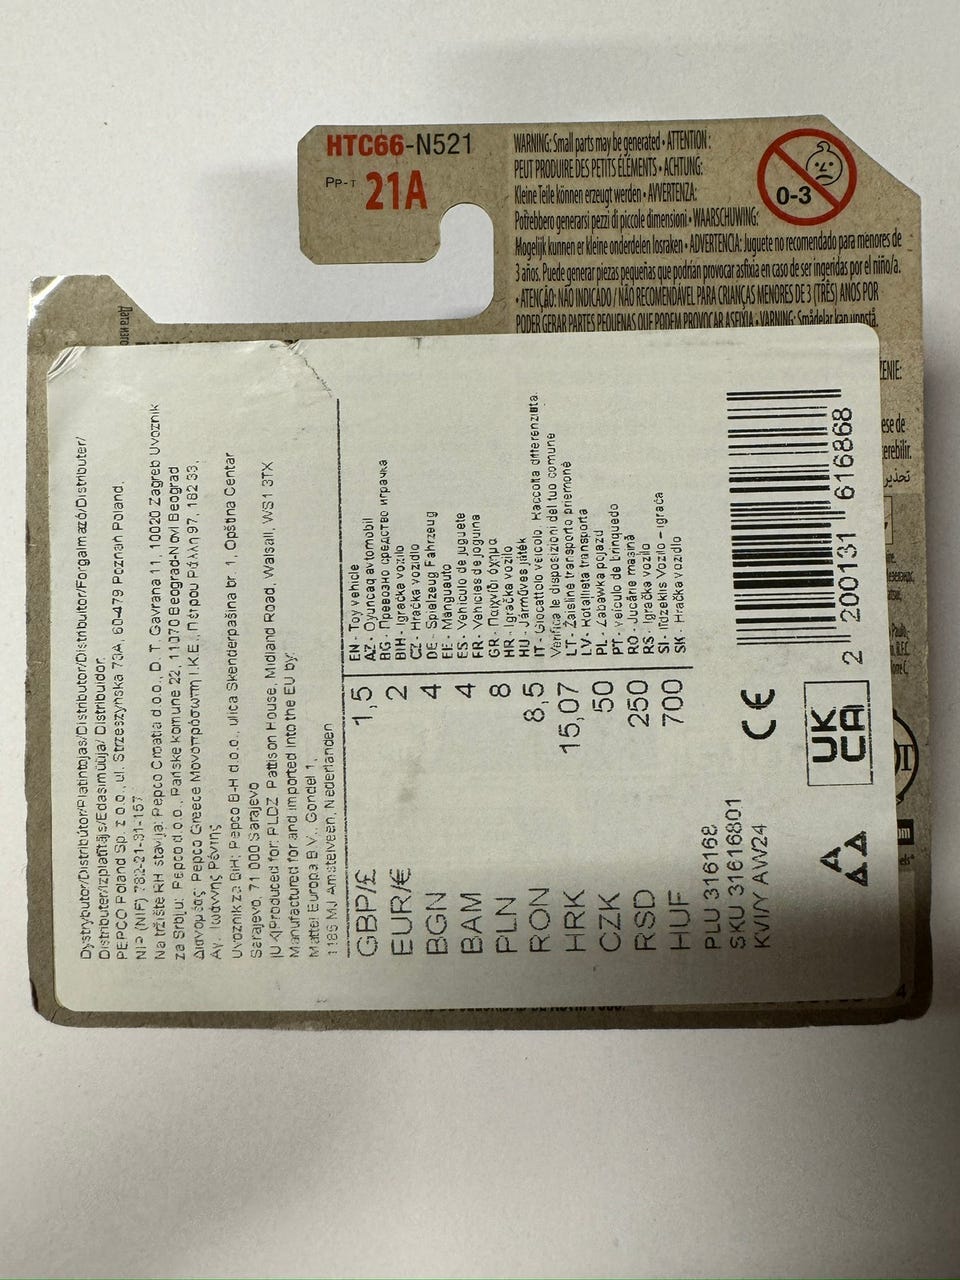 HTC66-N521
PP-T 21A
WARNING: Small parts may be generated • ATTENTION :
PEUT PRODUIRE DES PETITS ÉLÉMENTS • ACHTUNG:
Kleine Teile können erzeugt werden • AVVERTENZA:
Potrebbero generarsi pezzi di piccole dimensioni • WAARSCHUWING:
Mogelijk kunnen er kleine onderdelen losraken • ADVERTENCIA: Juguete no recomendado para menores de
3 años. Puede generar piezas pequeñas que podrían provocar asfixia en caso de ser ingeridas por el niño/a.
• ATENÇÃO: NÃO INDICADO / NÃO RECOMENDÁVEL PARA CRIANÇAS MENORES DE 3 (TRÊS) ANOS POR
PODER GERAR PARTES PEQUENAS QUE PODEM PROVOCAR ASFIXIA • VARNING: Smådelar kan uppstå.
0-3
Dystrybutor/Distribútor/Platintojas/Distributor/Distribuitor/Forgalmazó/Distributer/
Distributer/Izplatītājs/Edasimüüja/ Distribuidor:
PEPCO Poland Sp. z o.o., ul. Strzeszyńska 73A, 60-479 Poznań Poland,
NIP (NIF) 782-21-31-157
Na tržište RH stavlja: Pepco Croatia d.o.o., D. T. Gavrana 11, 10020 Zagreb Uvoznik
za Srbiju: Pepco d.o.o., Pariske komune 22, 11070 Beograd-Novi Beograd
Διανομέας: Pepco Greece Μονοπρόσωπη Ι.Κ.Ε., Πέτρου Ράλλη 97, 182 33,
Αγ. Ιωάννης Ρέντης
Uvoznik za BiH: Pepco B-H d.o.o., ulica Skenderpašina br. 1, Opština Centar
Sarajevo, 71 000 Sarajevo
[UK]Produced for: PLDZ Pattison House, Midland Road, Walsall, WS1 3TX
Manufactured for and imported into the EU by:
Mattel Europa B.V., Gondel 1,
1186 MJ Amstelveen, Nederlanden
GBP/£ 1,5
EUR/€ 2
BGN 4
BAM 4
PLN 8
RON 8,5
HRK 15,07
CZK 50
RSD 250
HUF 700
EN - Toy vehicle
AZ - Oyuncaq avtomobil
BG - Превозно средство играчка
BIH - Igračke vozilo
CZ - Hračka vozidlo
DE - Spielzeug Fahrzeug
EE - Mänguauto
ES - Vehículo de juguete
FR - Vehicles de joguina
GR - Παιχνίδι όχημα
HR - Igračka vozilo
HU - Járműves játék
IT - Giocattolo veicolo. Raccolta differenziata.
Verifica le disposizioni del tuo comune
LT - Žaislinė transporto priemonė
LV - Rotaļlieta transporta
PL - Zabawka pojazd
PT - veículo de brinquedo
RO - Jucărie mașină
RS - Igračka vozilo
SI - Izdelek Vozilo - igrača
SK - Hračka vozidlo
PLU 316168
SKU 31616801
KVI/Y AW24
CE
UK
CA
2 200131 616868